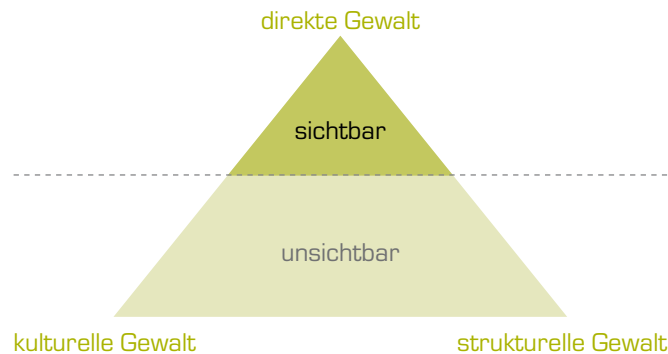 direkte Gewalt
sichtbar
unsichtbar
kulturelle Gewalt
strukturelle Gewalt